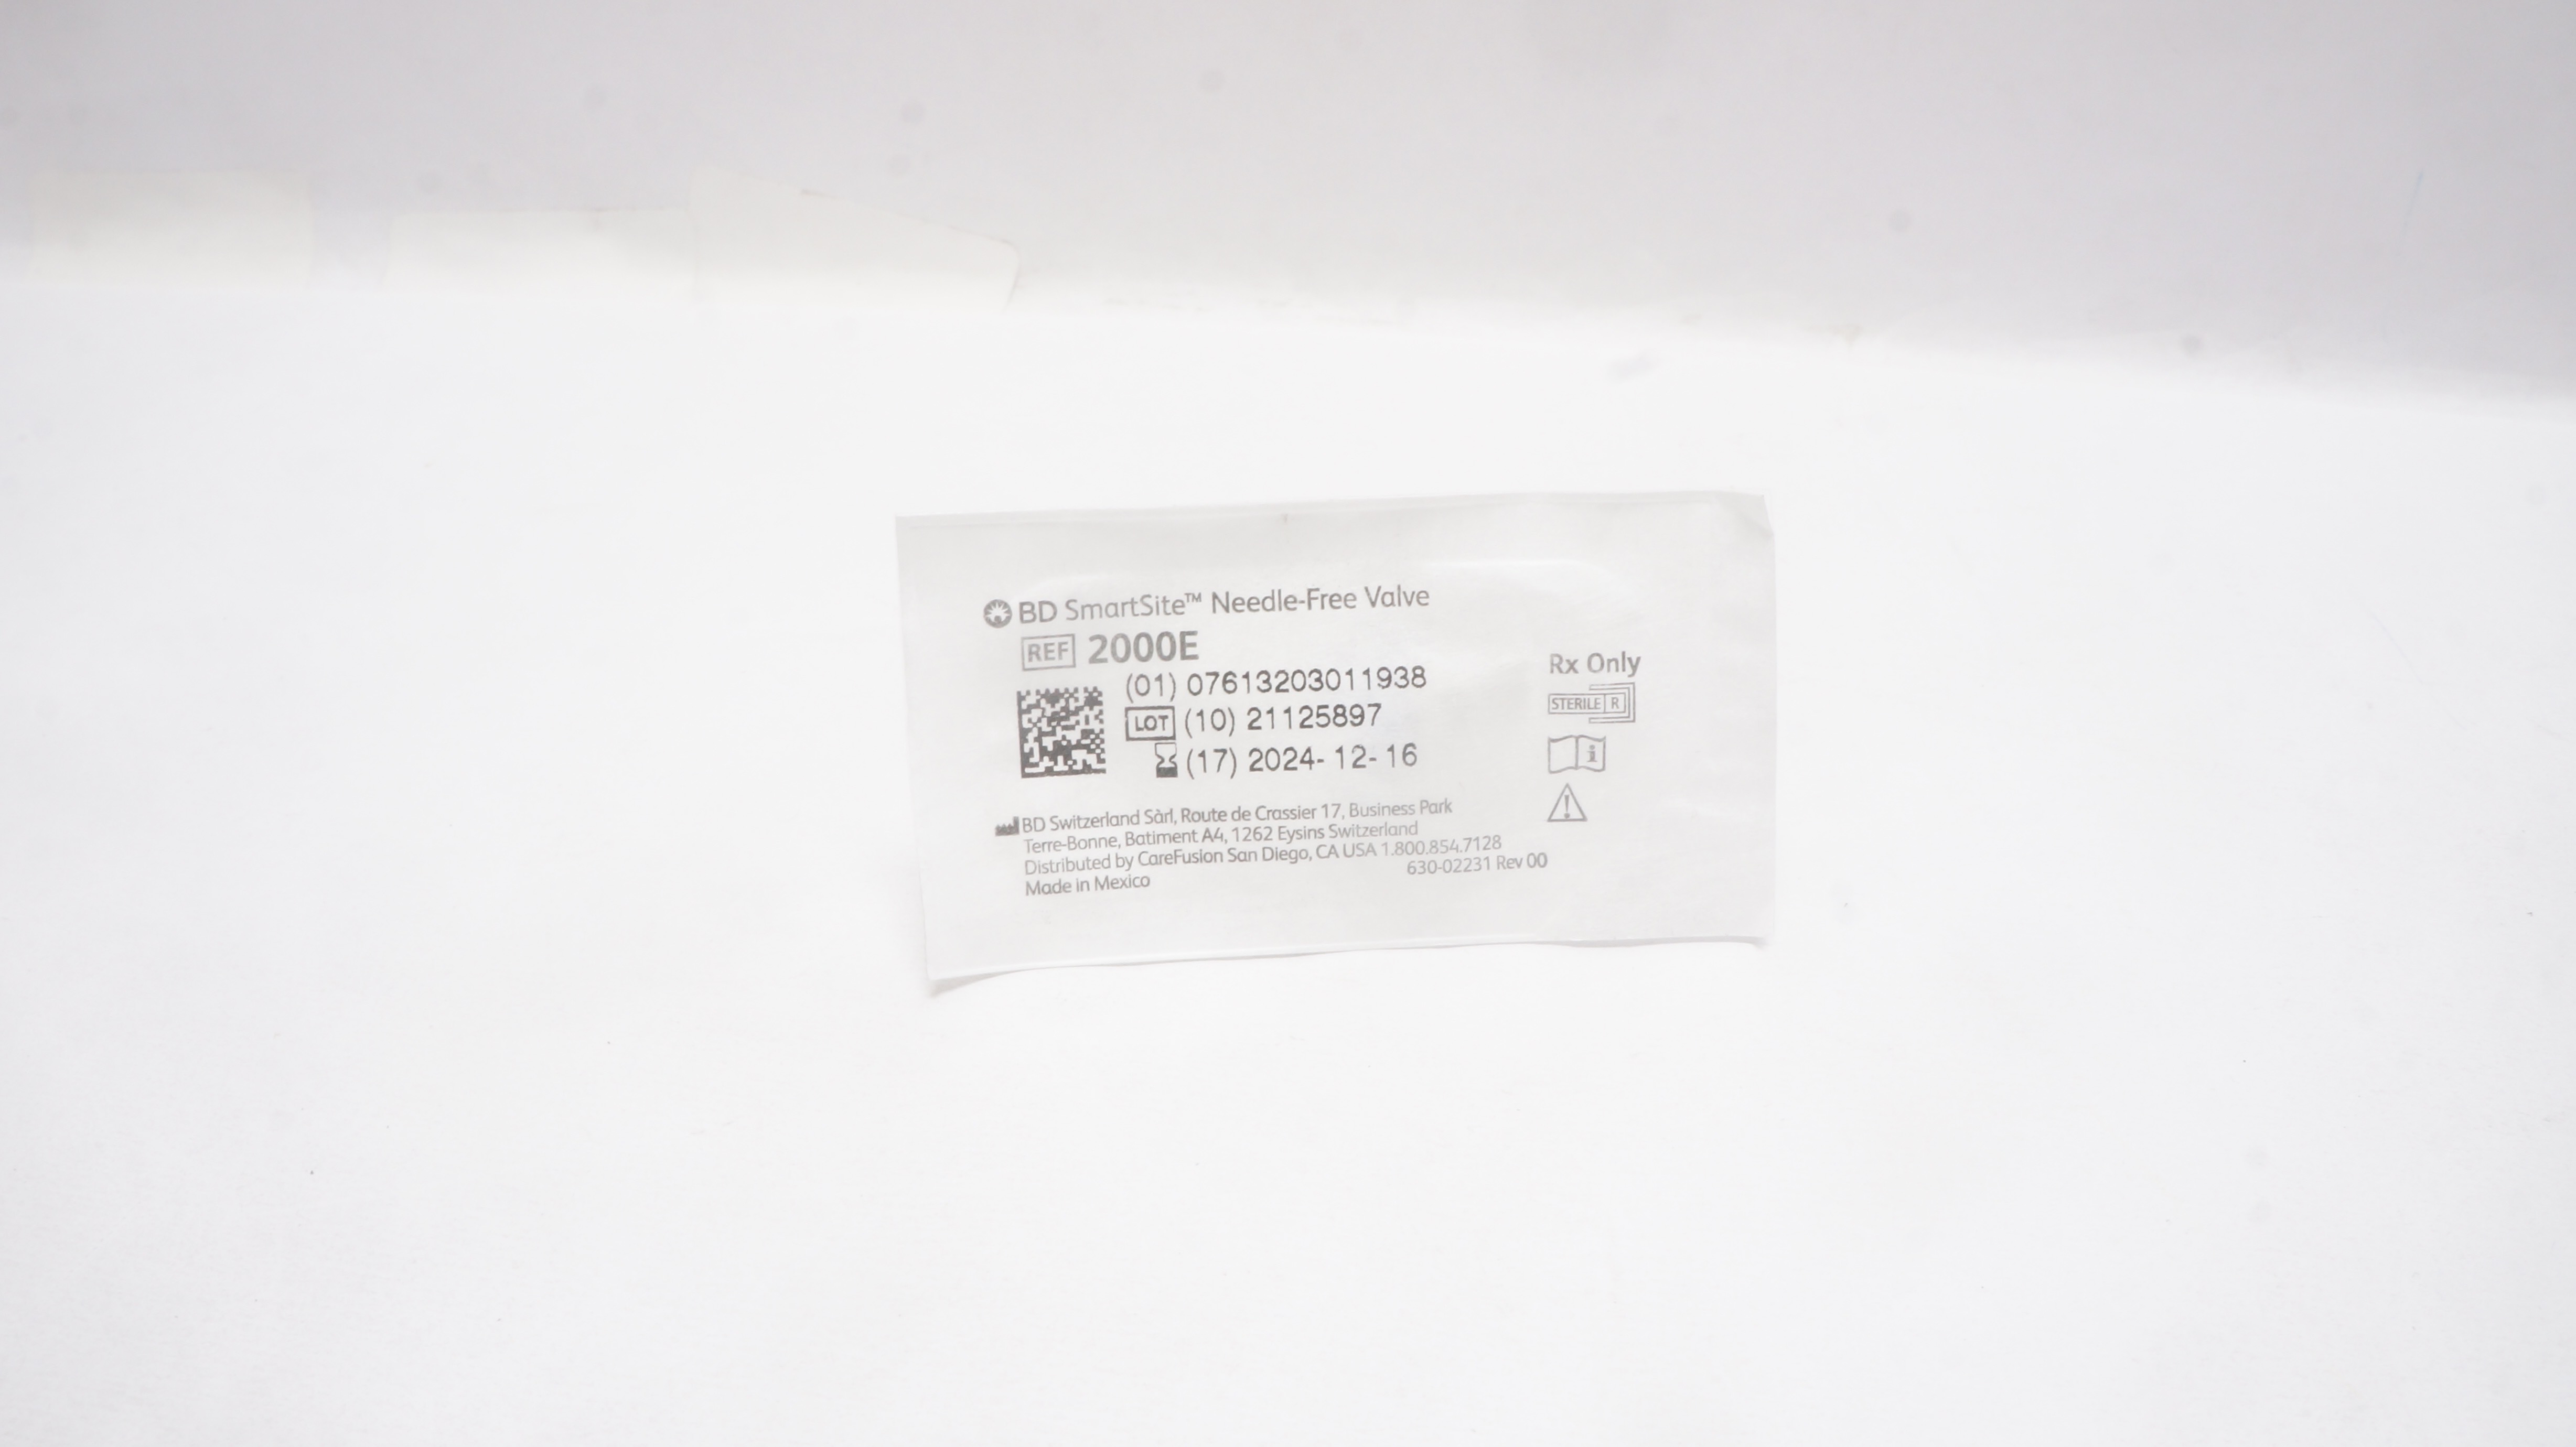 BD SmartSite™ Needle-Free Valve
REF 2000E
(01) 07613203011938
LOT (10) 21125897
(17) 2024-12-16
Rx Only
STERILE R
i
!
BD Switzerland Sàrl, Route de Crassier 17, Business Park
Terre-Bonne, Batiment A4, 1262 Eysins Switzerland
Distributed by CareFusion San Diego, CA USA 1.800.854.7128
630-02231 Rev 00
Made in Mexico